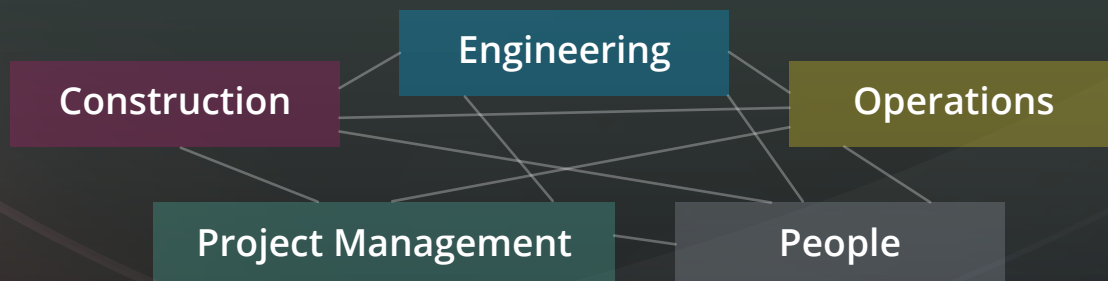 Engineering
Construction
Operations
Project Management
People